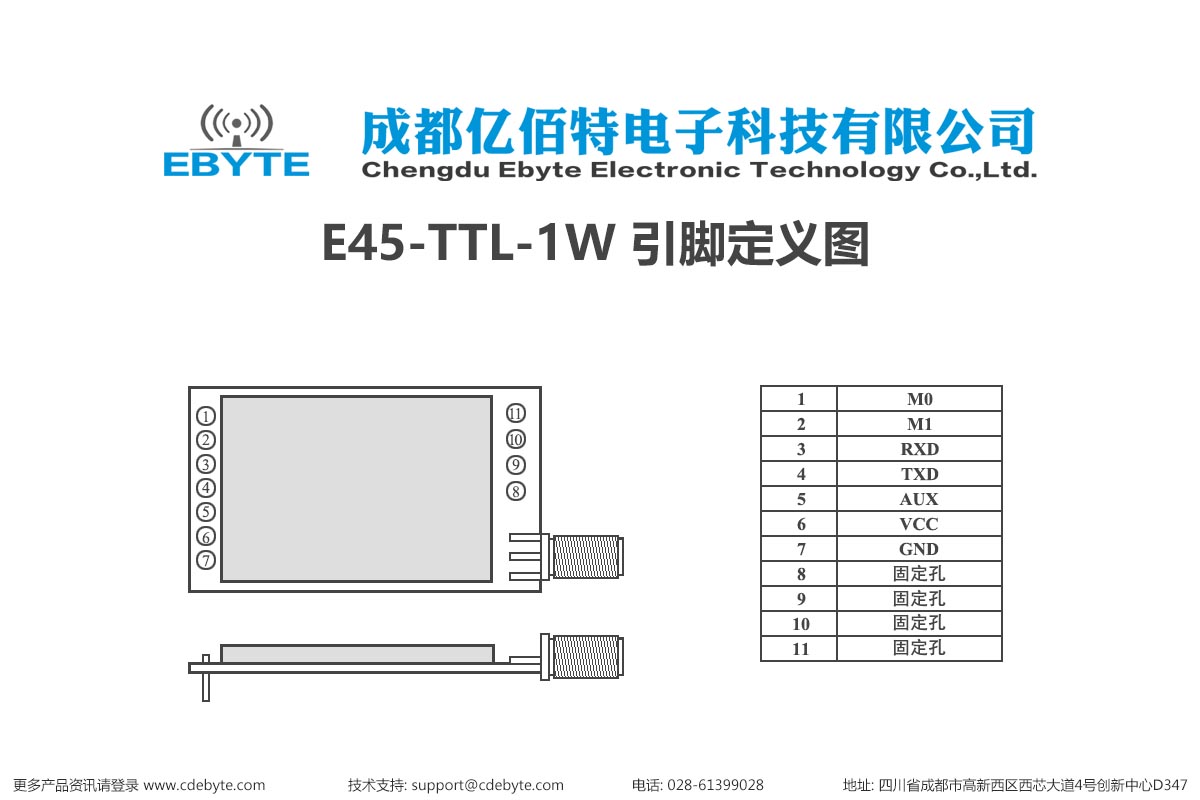 EBYTE
成都亿佰特电子科技有限公司
Chengdu Ebyte Electronic Technology Co.,Ltd.
E45-TTL-1W 引脚定义图
1
2
3
4
5
6
7
11
10
9
8
1 M0
2 M1
3 RXD
4 TXD
5 AUX
6 VCC
7 GND
8 固定孔
9 固定孔
10 固定孔
11 固定孔
更多产品资讯请登录 www.cdebyte.com 技术支持: support@cdebyte.com 电话: 028-61399028 地址: 四川省成都市高新西区西芯大道4号创新中心D347